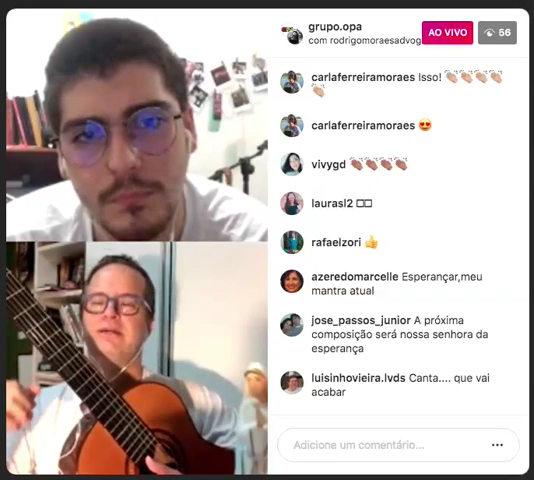 grupo.opa
com rodrigomoraesadvog
AO VIVO
56
carlaferreiramoraes Isso! 👏🏽👏🏽👏🏽👏🏽
👏🏽
carlaferreiramoraes 😍
vivygd 👏🏽👏🏽👏🏽👏🏽
laurasl2 □□
rafaelzori 👍
azeredomarcelle Esperançar,meu
mantra atual
jose_passos_junior A próxima
composição será nossa senhora da
esperança
luisinhovieira.lvds Canta.... que vai
acabar
Adicione um comentário...